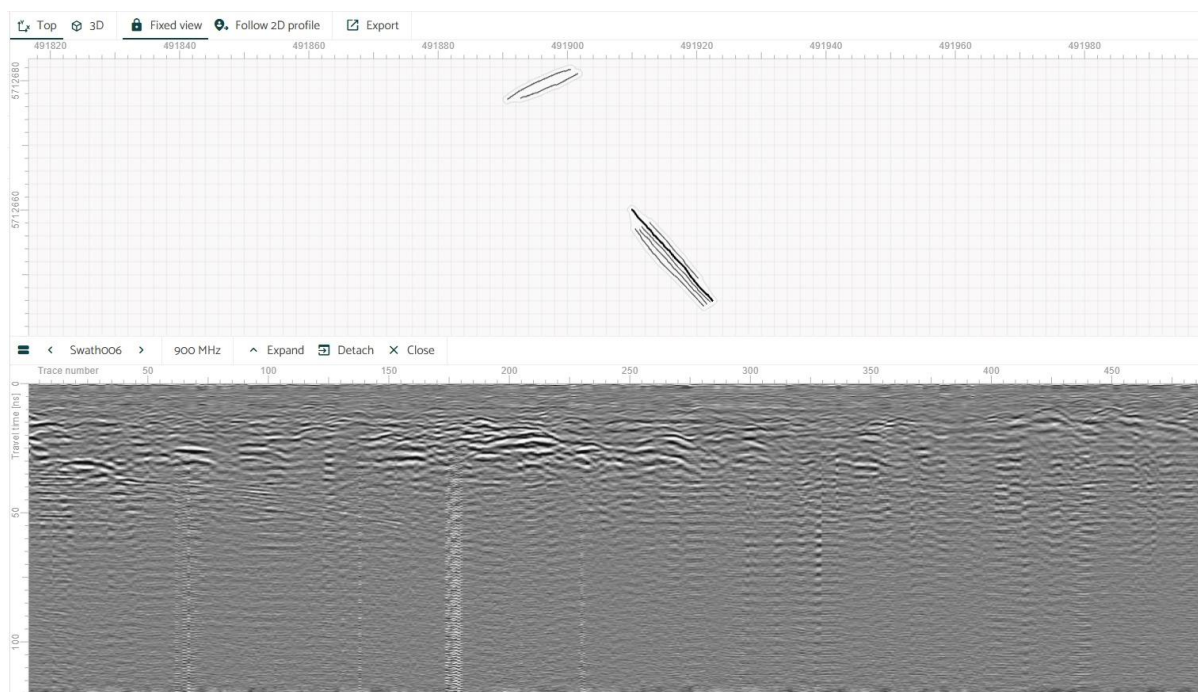 Top 3D Fixed view Follow 2D profile Export
491820 491840 491860 491880 491900 491920 491940 491960 491980
5712680
5712660
Swath006 900 MHz Expand Detach Close
Trace number 50 100 150 200 250 300 350 400 450
Travel time [ns]
0
50
100